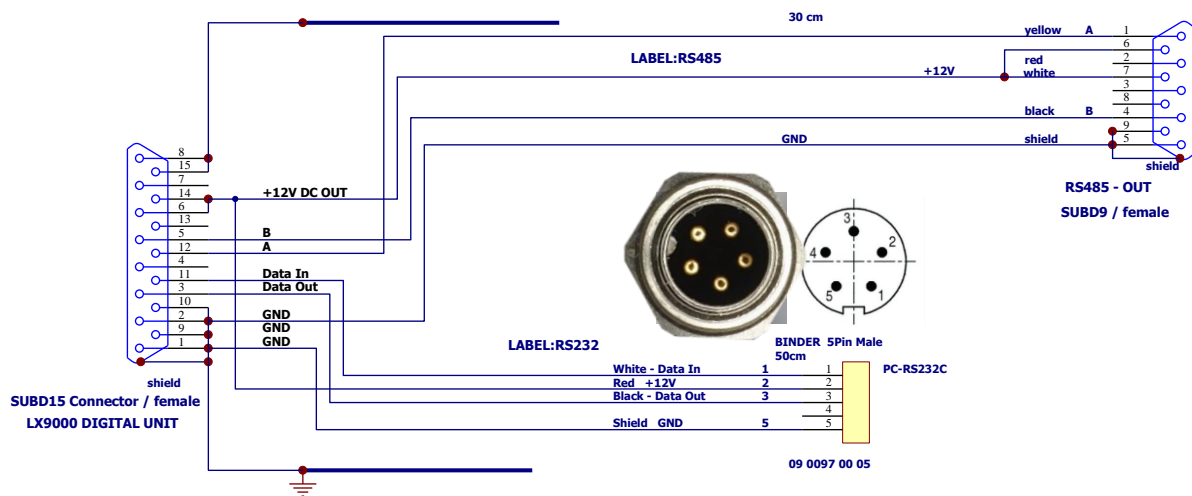 30 cm
yellow A 1
6
LABEL:RS485 red 2
+12V white 7
3
8
black B 4
9
GND shield 5
shield
RS485 - OUT
SUBD9 / female
8
15
7
14 +12V DC OUT
6
13
5 B
12 A
4
11 Data In
3 Data Out
10
2 GND
9 GND
1 GND
shield
SUBD15 Connector / female
LX9000 DIGITAL UNIT
3
4 2
5 1
LABEL:RS232
BINDER 5Pin Male
50cm
PC-RS232C
White - Data In 1 1
Red +12V 2 2
Black - Data Out 3 3
4
Shield GND 5 5
09 0097 00 05